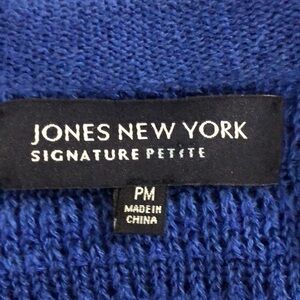 JONES NEW YORK
SIGNATURE PETITE
PM
MADE IN
CHINA